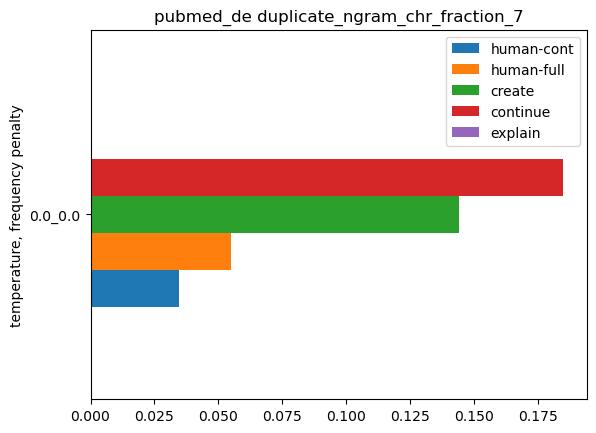 pubmed_de duplicate_ngram_chr_fraction_7
human-cont
human-full
create
continue
explain
temperature, frequency penalty
0.0_0.0
0.000 0.025 0.050 0.075 0.100 0.125 0.150 0.175